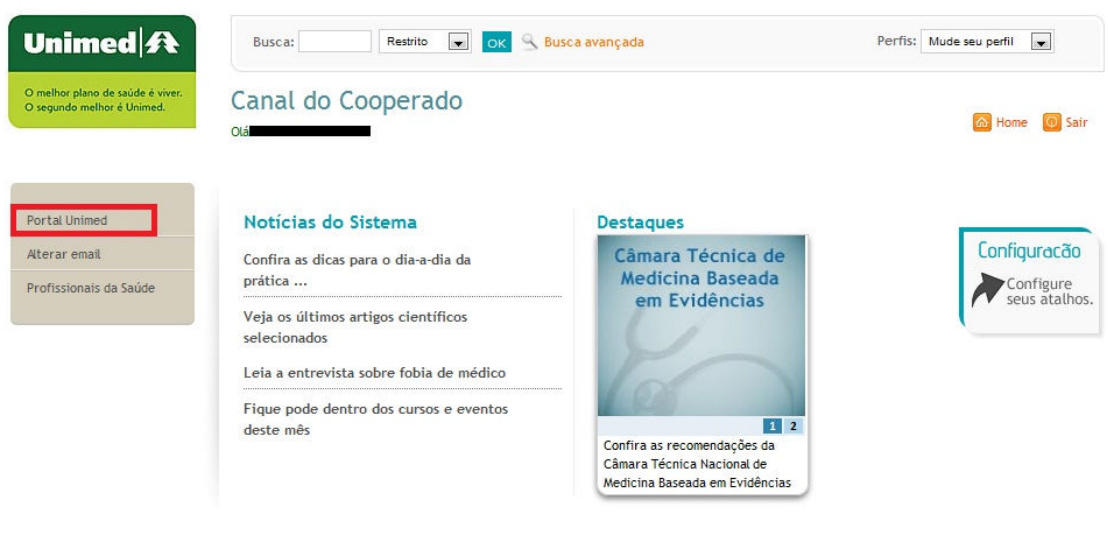 Unimed
O melhor plano de saúde é viver.
O segundo melhor é Unimed.
Busca: Restrito OK Busca avançada
Perfis: Mude seu perfil
Canal do Cooperado
Olá
Home Sair
Portal Unimed
Alterar email
Profissionais da Saúde
Notícias do Sistema
Confira as dicas para o dia-a-dia da
prática ...
Veja os últimos artigos científicos
selecionados
Leia a entrevista sobre fobia de médico
Fique pode dentro dos cursos e eventos
deste mês
Destaques
Câmara Técnica de
Medicina Baseada
em Evidências
1 2
Confira as recomendações da
Câmara Técnica Nacional de
Medicina Baseada em Evidências
Configuracão
Configure
seus atalhos.